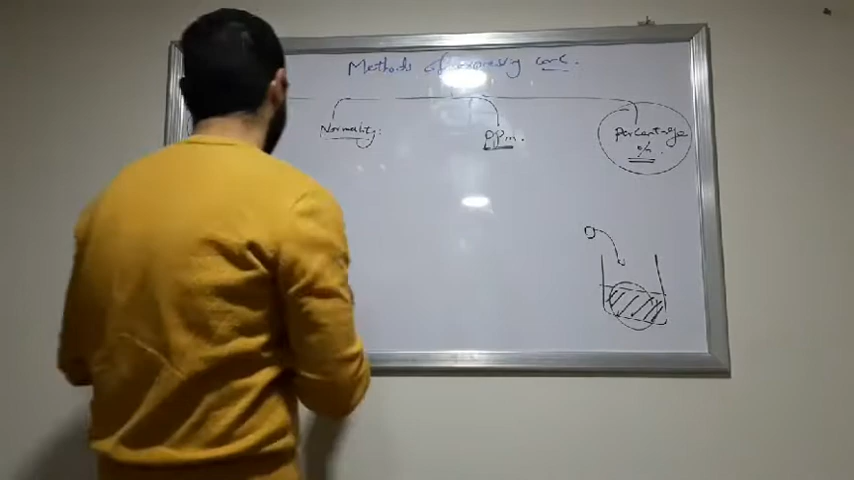 Methods of expressing conc.
Normality:
PPm.
Percentage
%.